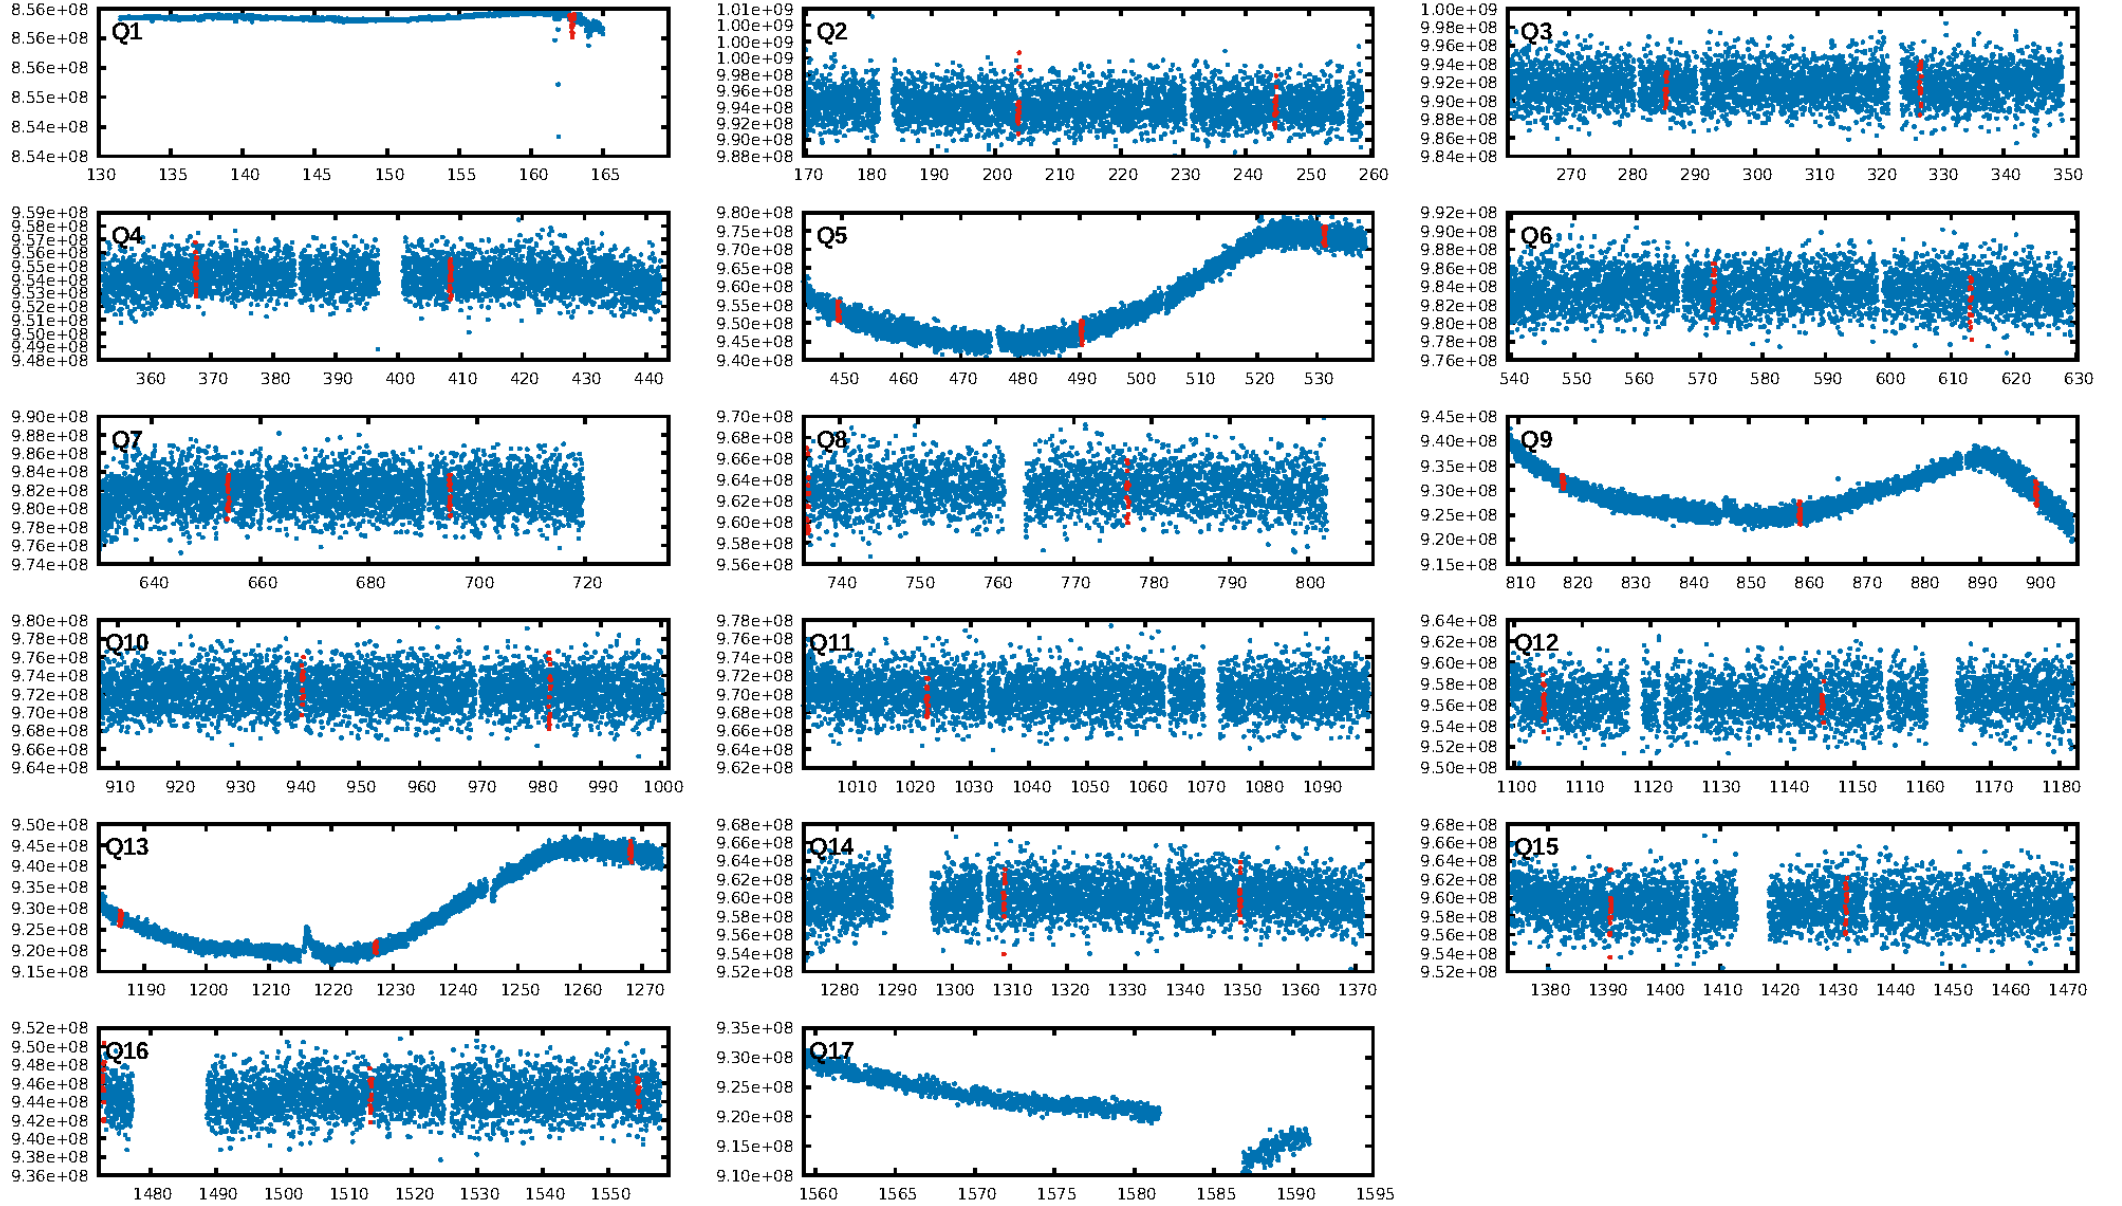 8.56e+08 8.56e+08 8.56e+08 8.55e+08 8.54e+08 8.54e+08
Q1
130 135 140 145 150 155 160 165
1.01e+09 1.00e+09 1.00e+09 1.00e+09 9.98e+08 9.96e+08 9.94e+08 9.92e+08 9.90e+08 9.88e+08
Q2
170 180 190 200 210 220 230 240 250 260
1.00e+09 9.98e+08 9.96e+08 9.94e+08 9.92e+08 9.90e+08 9.88e+08 9.86e+08 9.84e+08
Q3
270 280 290 300 310 320 330 340 350
9.59e+08 9.58e+08 9.57e+08 9.56e+08 9.55e+08 9.54e+08 9.53e+08 9.52e+08 9.51e+08 9.50e+08 9.49e+08 9.48e+08
Q4
360 370 380 390 400 410 420 430 440
9.80e+08 9.75e+08 9.70e+08 9.65e+08 9.60e+08 9.55e+08 9.50e+08 9.45e+08 9.40e+08
Q5
450 460 470 480 490 500 510 520 530
9.92e+08 9.90e+08 9.88e+08 9.86e+08 9.84e+08 9.82e+08 9.80e+08 9.78e+08 9.76e+08
Q6
540 550 560 570 580 590 600 610 620 630
9.90e+08 9.88e+08 9.86e+08 9.84e+08 9.82e+08 9.80e+08 9.78e+08 9.76e+08 9.74e+08
Q7
640 660 680 700 720
9.70e+08 9.68e+08 9.66e+08 9.64e+08 9.62e+08 9.60e+08 9.58e+08 9.56e+08
Q8
740 750 760 770 780 790 800
9.45e+08 9.40e+08 9.35e+08 9.30e+08 9.25e+08 9.20e+08 9.15e+08
Q9
810 820 830 840 850 860 870 880 890 900
9.80e+08 9.78e+08 9.76e+08 9.74e+08 9.72e+08 9.70e+08 9.68e+08 9.66e+08 9.64e+08
Q10
910 920 930 940 950 960 970 980 990 1000
9.78e+08 9.76e+08 9.74e+08 9.72e+08 9.70e+08 9.68e+08 9.66e+08 9.64e+08 9.62e+08
Q11
1010 1020 1030 1040 1050 1060 1070 1080 1090
9.64e+08 9.62e+08 9.60e+08 9.58e+08 9.56e+08 9.54e+08 9.52e+08 9.50e+08
Q12
1100 1110 1120 1130 1140 1150 1160 1170 1180
9.50e+08 9.45e+08 9.40e+08 9.35e+08 9.30e+08 9.25e+08 9.20e+08 9.15e+08
Q13
1190 1200 1210 1220 1230 1240 1250 1260 1270
9.68e+08 9.66e+08 9.64e+08 9.62e+08 9.60e+08 9.58e+08 9.56e+08 9.54e+08 9.52e+08
Q14
1280 1290 1300 1310 1320 1330 1340 1350 1360 1370
9.68e+08 9.66e+08 9.64e+08 9.62e+08 9.60e+08 9.58e+08 9.56e+08 9.54e+08 9.52e+08
Q15
1380 1390 1400 1410 1420 1430 1440 1450 1460 1470
9.52e+08 9.50e+08 9.48e+08 9.46e+08 9.44e+08 9.42e+08 9.40e+08 9.38e+08 9.36e+08
Q16
1480 1490 1500 1510 1520 1530 1540 1550
9.35e+08 9.30e+08 9.25e+08 9.20e+08 9.15e+08 9.10e+08
Q17
1560 1565 1570 1575 1580 1585 1590 1595